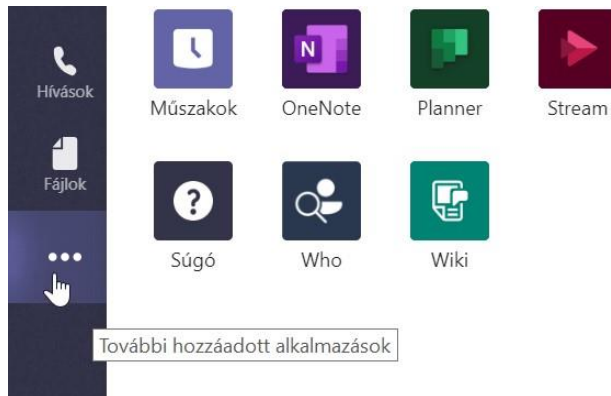 Hívások
Műszakok OneNote Planner Stream
Fájlok
Súgó Who Wiki
További hozzáadott alkalmazások